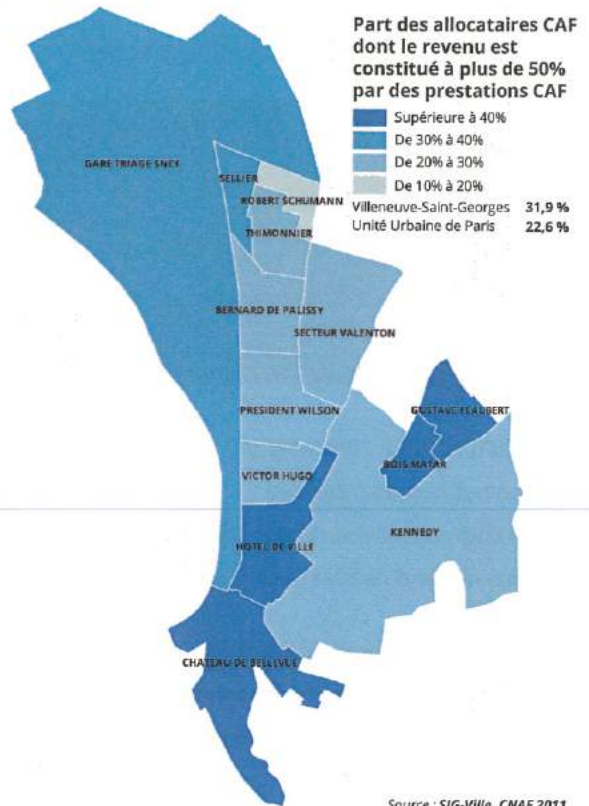 Part des allocataires CAF
dont le revenu est
constitué à plus de 50%
par des prestations CAF
Supérieure à 40%
De 30% à 40%
De 20% à 30%
De 10% à 20%
Villeneuve-Saint-Georges 31,9 %
Unité Urbaine de Paris 22,6 %
GARE TRIAGE SNCF
SELLIER
ROBERT SCHUMANN
THIMONNIER
BERNARD DE PALISSY
SECTEUR VALENTON
PRESIDENT WILSON
GUSTAVE FLAUBERT
BOIS MATAR
VICTOR HUGO
KENNEDY
HOTEL DE VILLE
CHATEAU DE BELLEVUE
Source : SIG-Ville, CNAF 2011